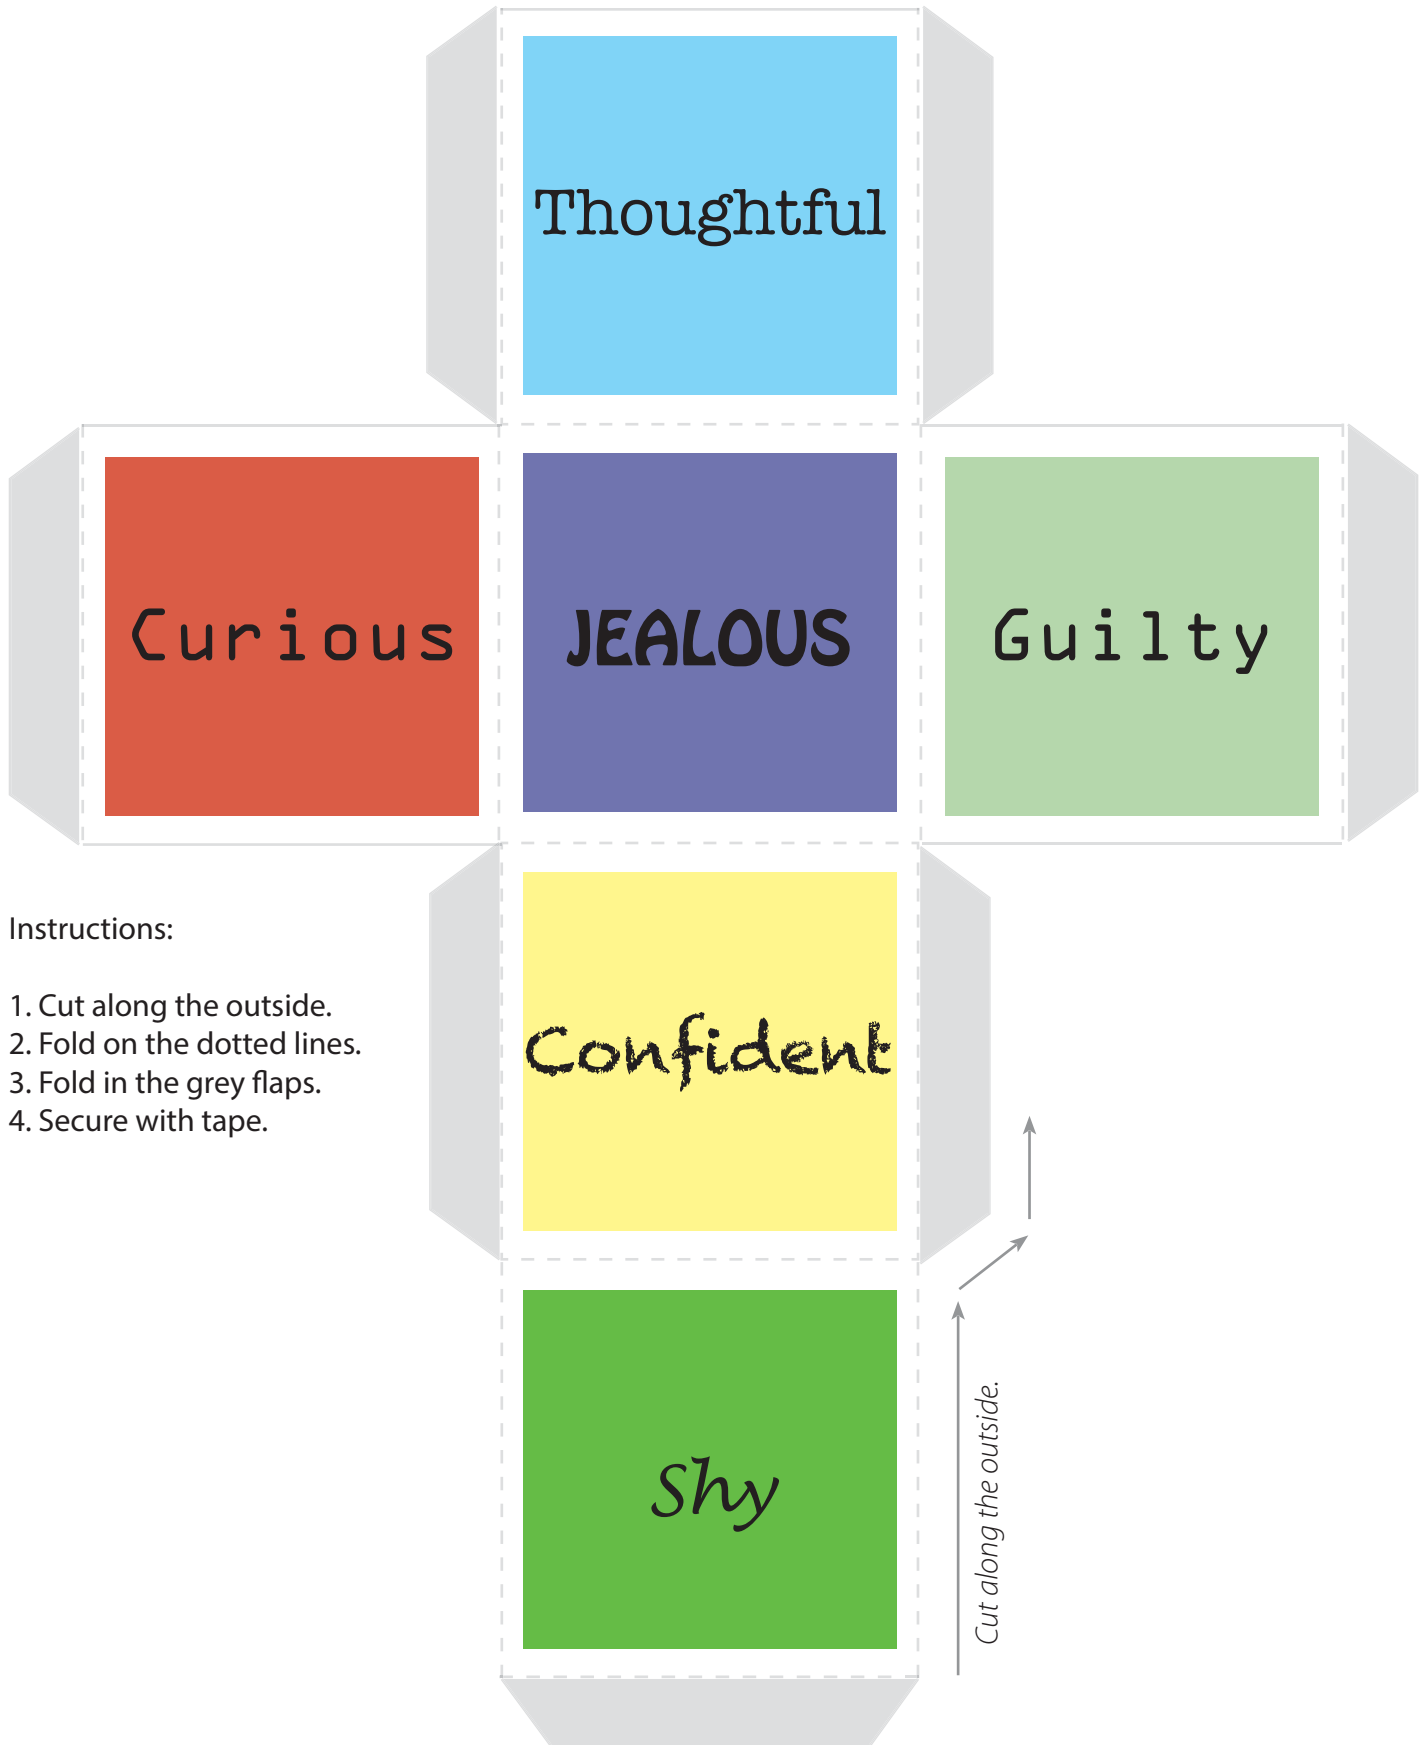 Thoughtful
Curious
JEALOUS
Guilty
Confident
Instructions:
1. Cut along the outside.
2. Fold on the dotted lines.
3. Fold in the grey flaps.
4. Secure with tape.
Shy
Cut along the outside.